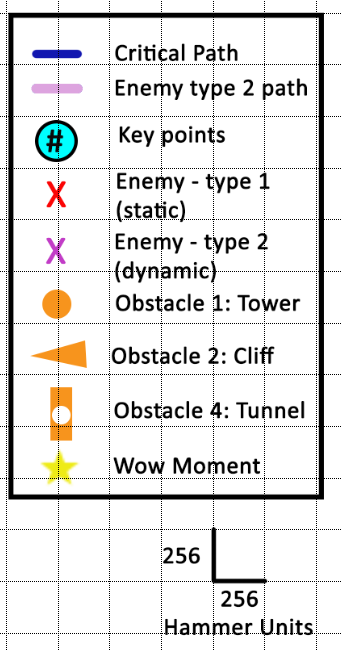 Critical Path
Enemy type 2 path
#
Key points
X
Enemy - type 1
(static)
X
Enemy - type 2
(dynamic)
Obstacle 1: Tower
Obstacle 2: Cliff
Obstacle 4: Tunnel
Wow Moment
256
256
Hammer Units